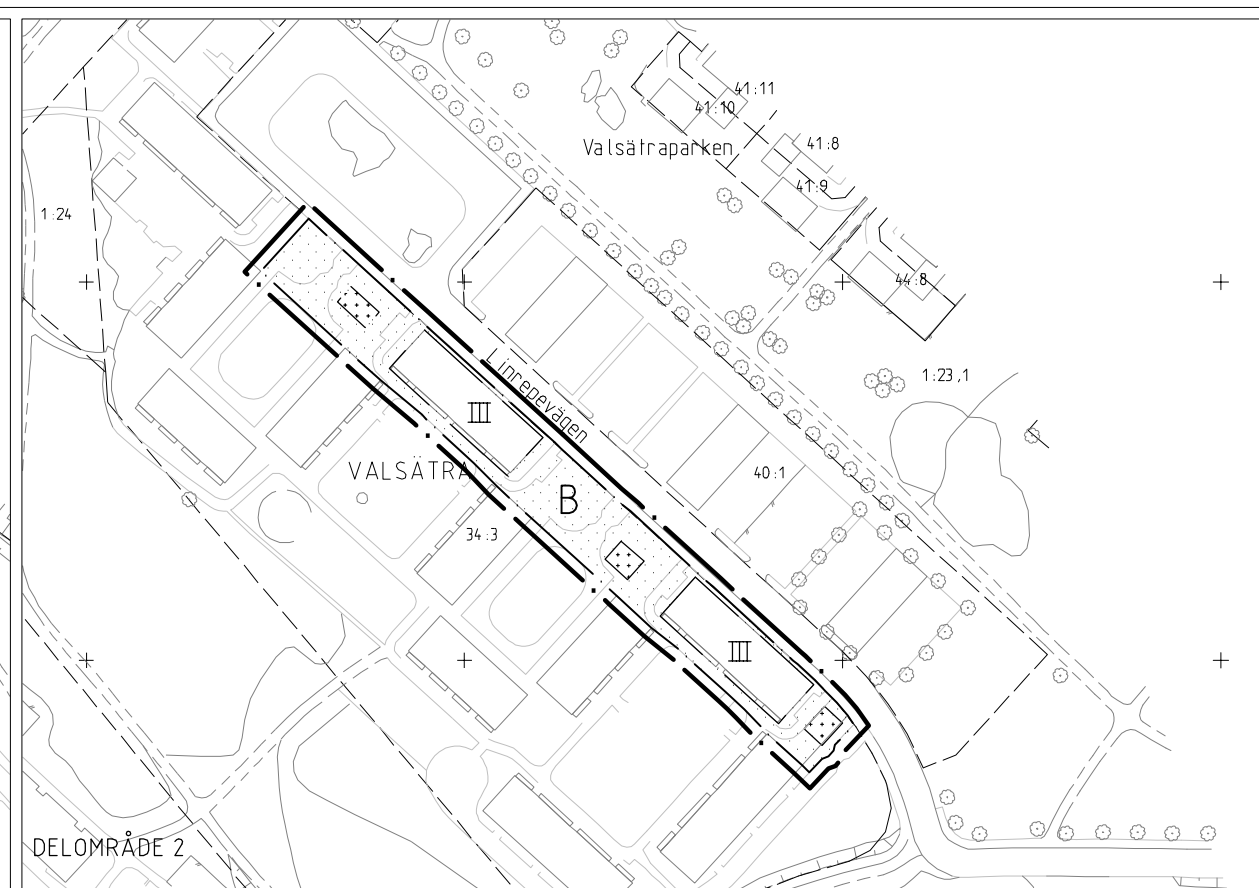 41:11
41:10
Valsätraparken
41:8
41:9
1:24
44:8
Linrepevägen
1:23,1
III
VALSÄTRA
40:1
B
34:3
III
DELOMRÅDE 2